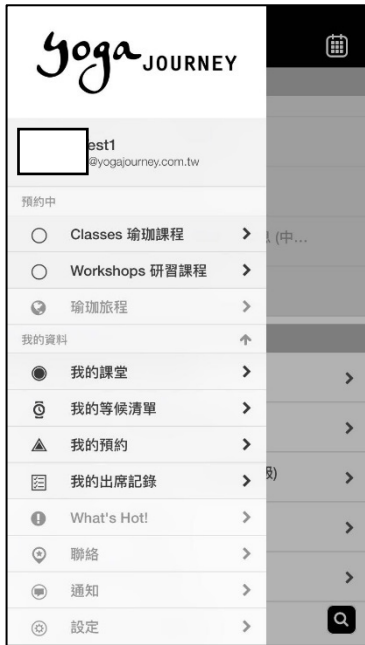 yoga JOURNEY
est1
@yogajourney.com.tw
預約中
Classes 瑜珈課程
Workshops 研習課程
瑜珈旅程
我的資料
我的課堂
我的等候清單
我的預約
我的出席記錄
What's Hot!
聯絡
通知
設定
(中...